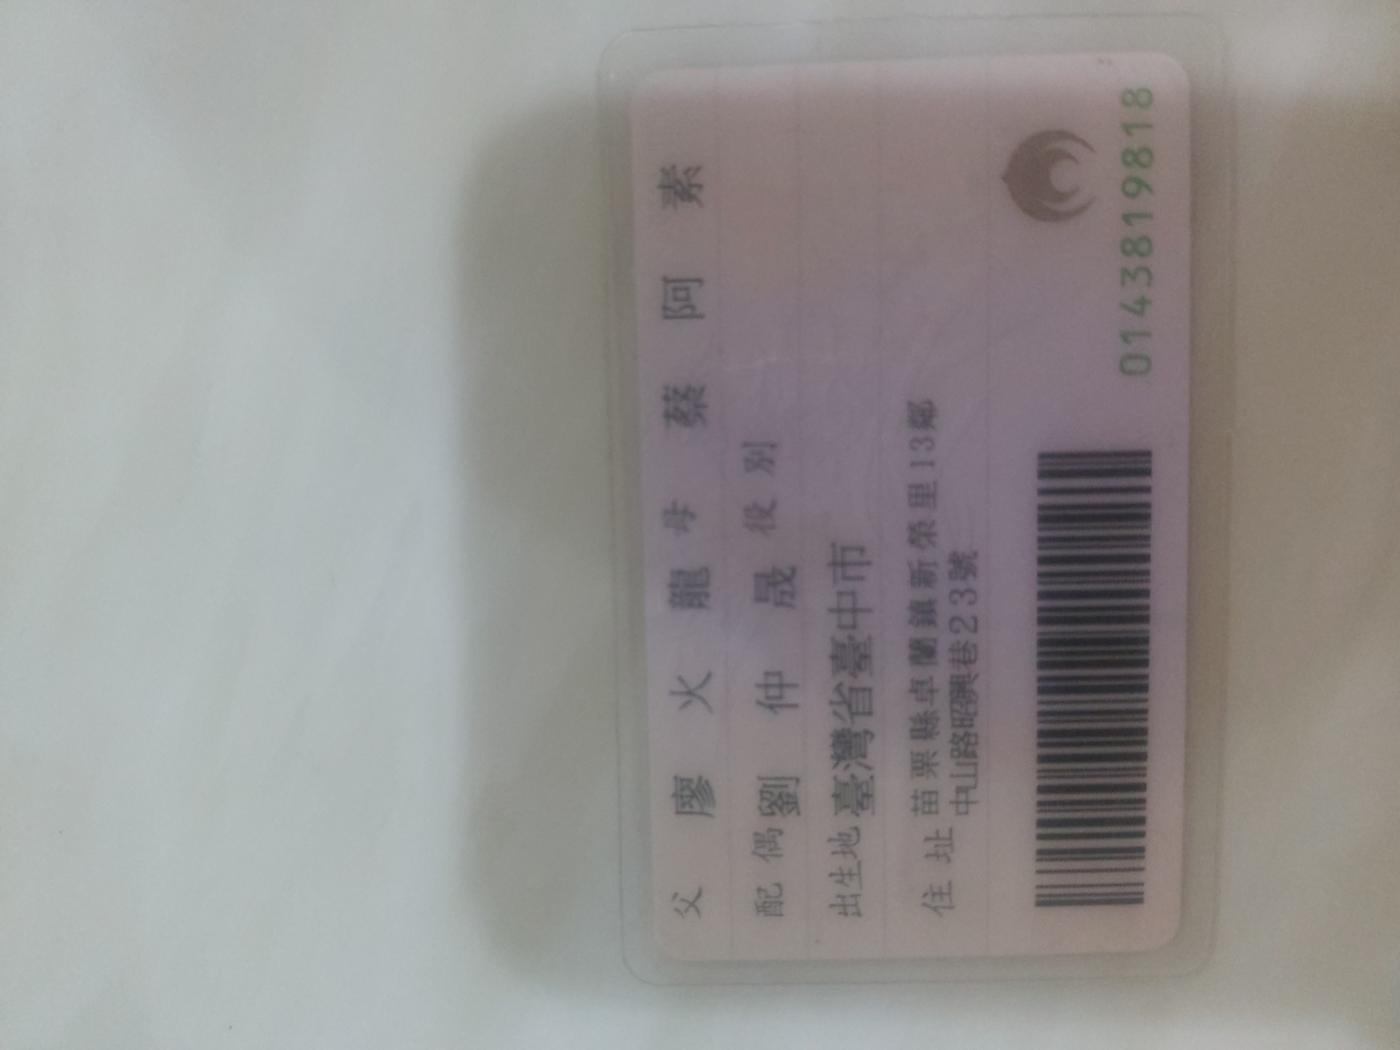 父 廖火龍 母 蔡阿素
配偶 劉仲晟 役別
出生地 臺灣省臺中市
住址 苗栗縣卓蘭鎮新榮里13鄰
中山路昭興巷23號
0143819818